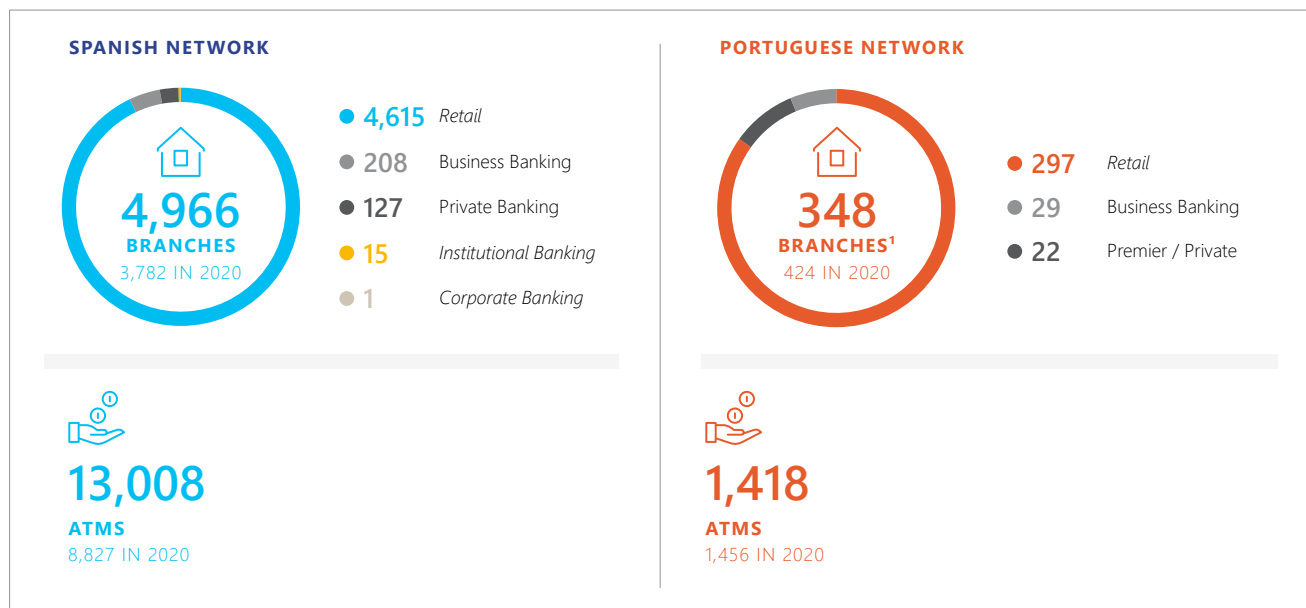 SPANISH NETWORK
4,966
BRANCHES
3,782 IN 2020
4,615 Retail
208 Business Banking
127 Private Banking
15 Institutional Banking
1 Corporate Banking
13,008
ATMS
8,827 IN 2020
PORTUGUESE NETWORK
348
BRANCHES¹
424 IN 2020
297 Retail
29 Business Banking
22 Premier / Private
1,418
ATMS
1,456 IN 2020